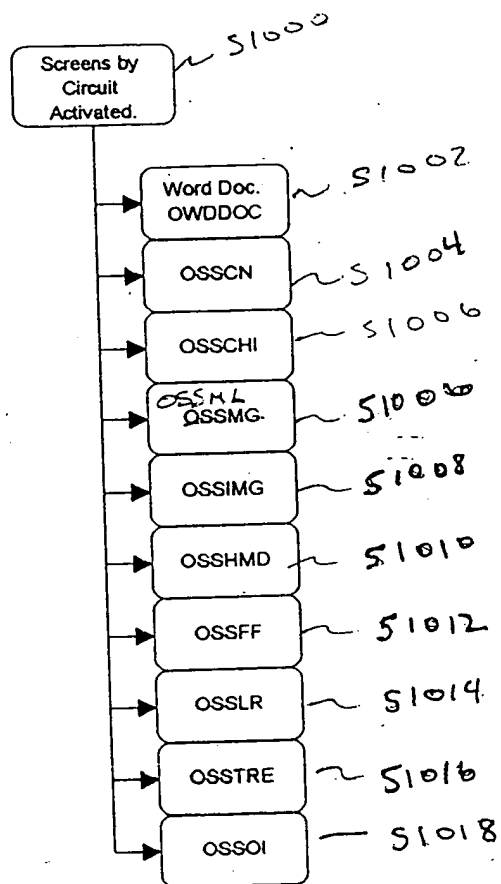 S1000
Screens by
Circuit
Activated.
Word Doc.
OWDDOC
S1002
OSSCN
S1004
OSSCHI
S1006
OSSML
OSSMG.
S1006
OSSIMG
S1008
OSSHMD
S1010
OSSFF
S1012
OSSLR
S1014
OSSTRE
S1016
OSSOI
S1018